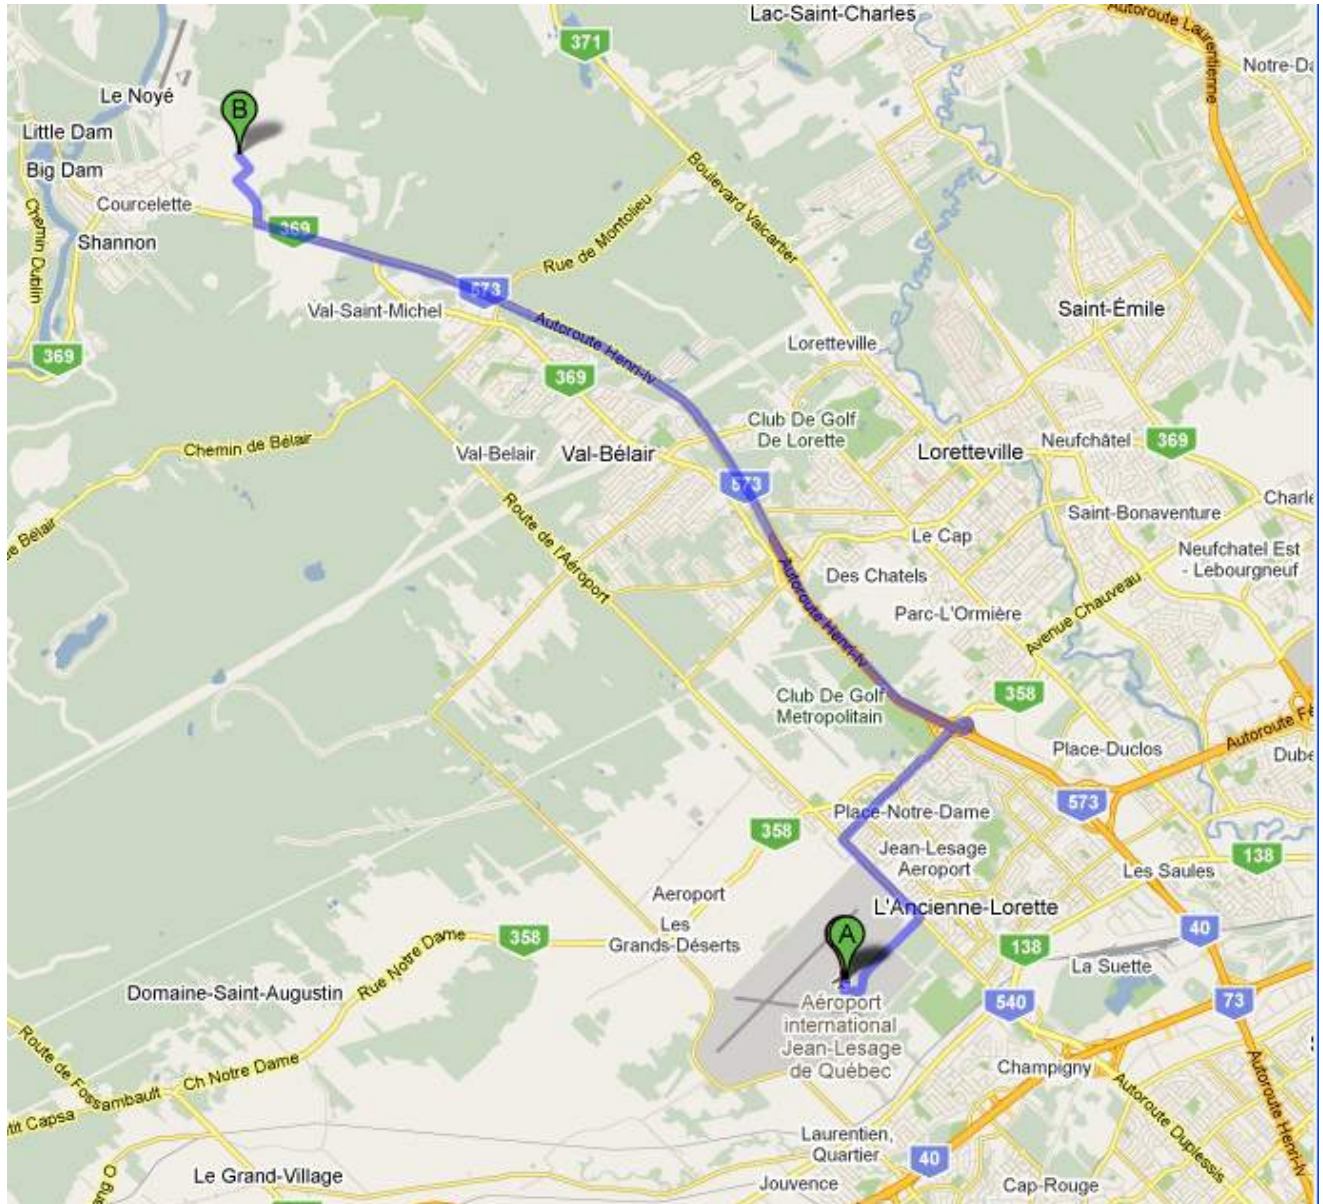 Lac-Saint-Charles
Autoroute Laurentienne
371
Notre-Da
Le Noyé
B
Little Dam
Big Dam
Boulevard Valcartier
Courcelette
Rue de Montolieu
369
Shannon
Chemin Dublin
573
Val-Saint-Michel
Saint-Émile
Autoroute Henri-Iv
Loretteville
369
369
Club De Golf
De Lorette
Chemin de Bélair
Val-Belair
Val-Bélair
Loretteville
Neufchâtel
369
573
Route de l'Aéroport
Charle
Saint-Bonaventure
de Bélair
Le Cap
Neufchatel Est
- Lebourgneuf
Des Chatels
Parc-L'Ormière
Avenue Chauveau
Autoroute Henri-Iv
Club De Golf
Metropolitain
358
Place-Duclos
Autoroute Fé
Dube
573
Place-Notre-Dame
358
Jean-Lesage
Aeroport
138
Les Saules
Aeroport
L'Ancienne-Lorette
Les
Grands-Déserts
A
358
Rue Notre Dame
40
138
La Suette
Domaine-Saint-Augustin
Aéroport
international
Jean-Lesage
de Québec
540
73
Route de Fossambault
Ch Notre Dame
Champigny
tit Capsa
Autoroute Duplessis
Autoroute Henri-Iv
Laurentien,
Quartier
40
Le Grand-Village
Jouvence
Cap-Rouge